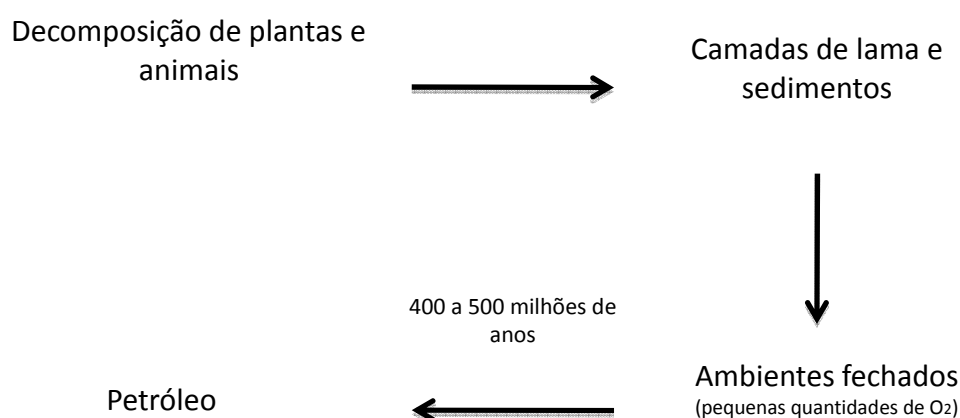 Decomposição de plantas e
animais
Camadas de lama e
sedimentos
400 a 500 milhões de
anos
Ambientes fechados
(pequenas quantidades de O2)
Petróleo